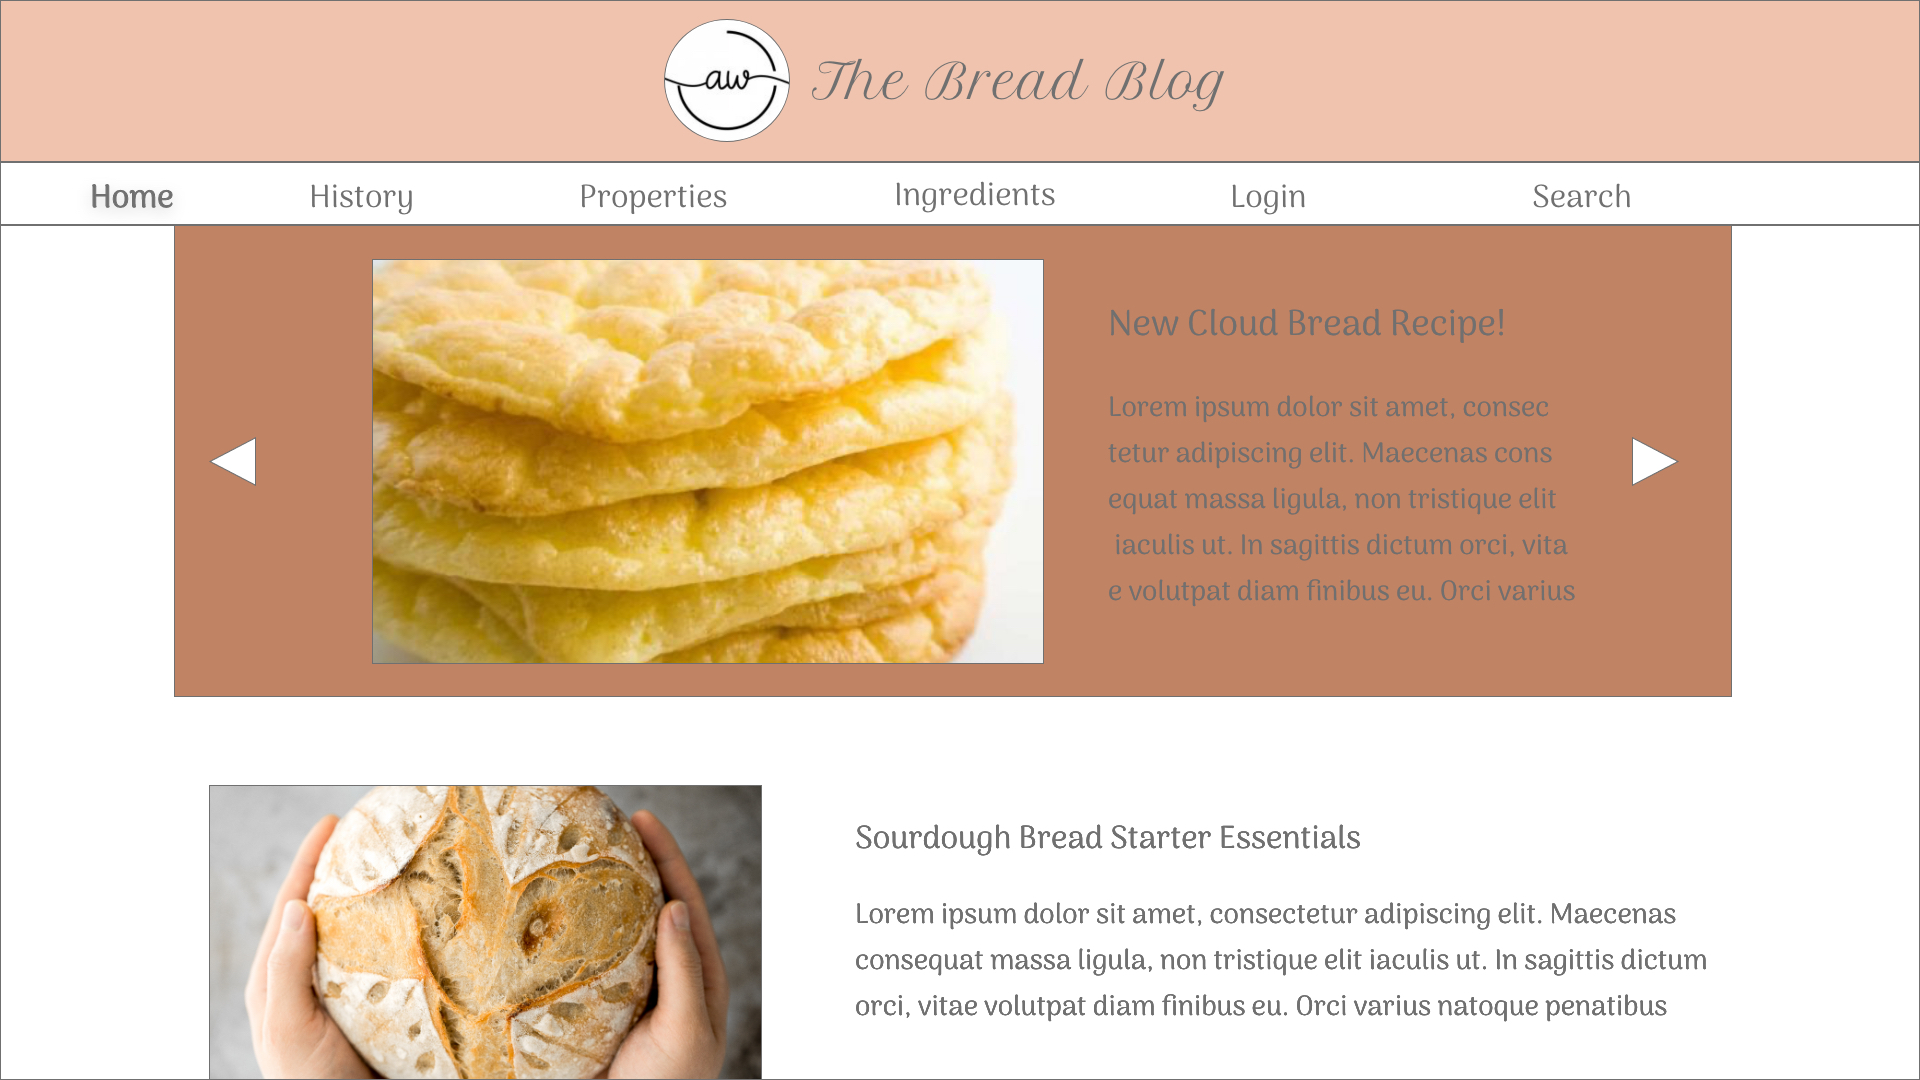 aw
The Bread Blog
Home History Properties Ingredients Login Search
New Cloud Bread Recipe!
Lorem ipsum dolor sit amet, consec
tetur adipiscing elit. Maecenas cons
equat massa ligula, non tristique elit
iaculis ut. In sagittis dictum orci, vita
e volutpat diam finibus eu. Orci varius
Sourdough Bread Starter Essentials
Lorem ipsum dolor sit amet, consectetur adipiscing elit. Maecenas
consequat massa ligula, non tristique elit iaculis ut. In sagittis dictum
orci, vitae volutpat diam finibus eu. Orci varius natoque penatibus